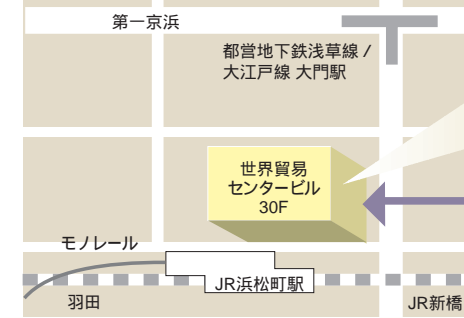 第一京浜
都営地下鉄浅草線 /
大江戸線 大門駅
世界貿易
センタービル
30F
モノレール
JR浜松町駅
羽田
JR新橋